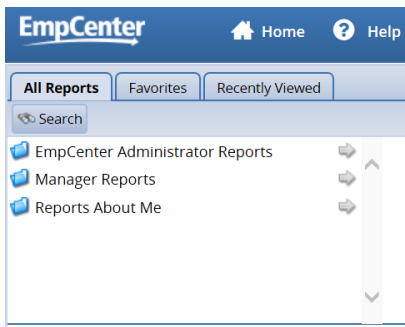 EmpCenter Home ? Help
All Reports Favorites Recently Viewed
Search
EmpCenter Administrator Reports
Manager Reports
Reports About Me